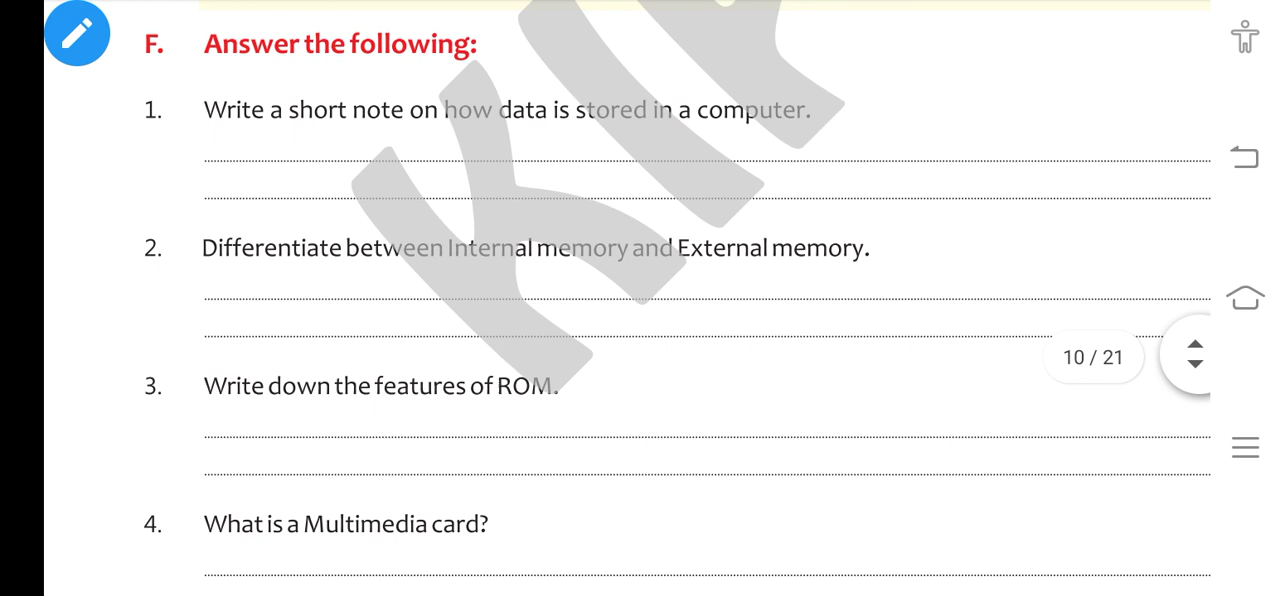 F. Answer the following:
1. Write a short note on how data is stored in a computer.
2. Differentiate between Internal memory and External memory.
3. Write down the features of ROM.
10 / 21
4. What is a Multimedia card?